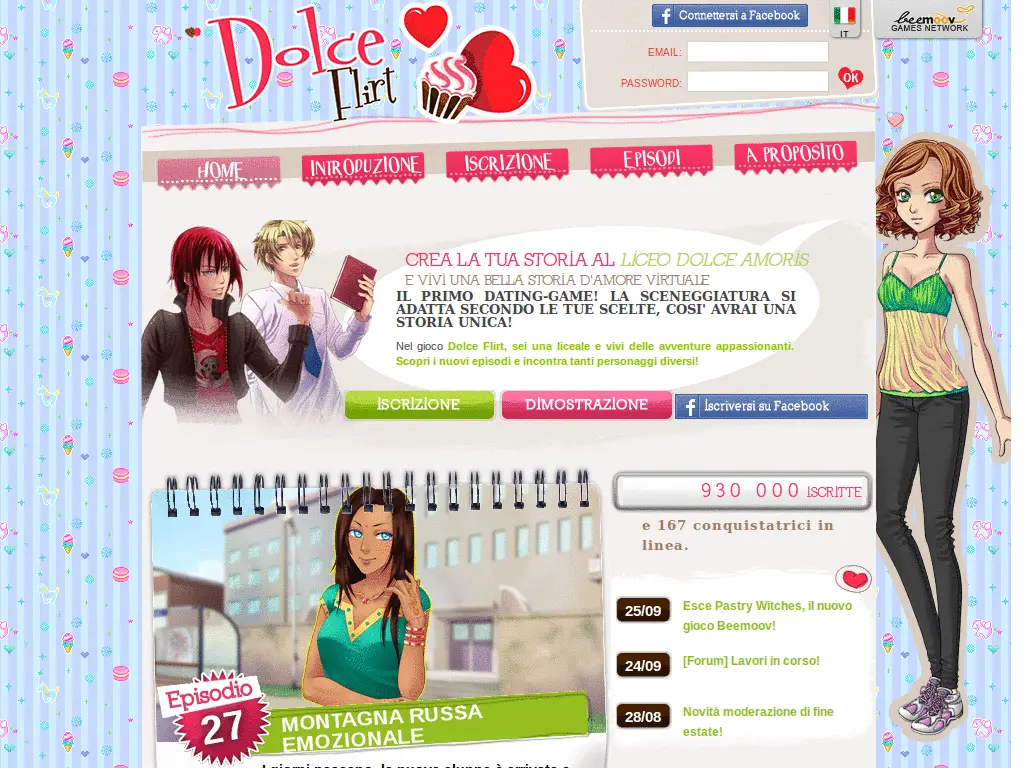 Dolce
Flirt
Connettersi a Facebook
IT
beemoov
GAMES NETWORK
EMAIL:
PASSWORD:
OK
HOME
INTRODUZIONE
ISCRIZIONE
EPISODI
A PROPOSITO
CREA LA TUA STORIA AL LICEO DOLCE AMORIS
E VIVI UNA BELLA STORIA D'AMORE VIRTUALE
IL PRIMO DATING-GAME! LA SCENEGGIATURA SI
ADATTA SECONDO LE TUE SCELTE, COSI' AVRAI UNA
STORIA UNICA!
Nel gioco Dolce Flirt, sei una liceale e vivi delle avventure appassionanti.
Scopri i nuovi episodi e incontra tanti personaggi diversi!
ISCRIZIONE
DIMOSTRAZIONE
Iscriversi su Facebook
930 000 ISCRITTE
e 167 conquistatrici in
linea.
25/09
Esce Pastry Witches, il nuovo
gioco Beemoov!
24/09
[Forum] Lavori in corso!
28/08
Novità moderazione di fine
estate!
Episodio
27
MONTAGNA RUSSA
EMOZIONALE